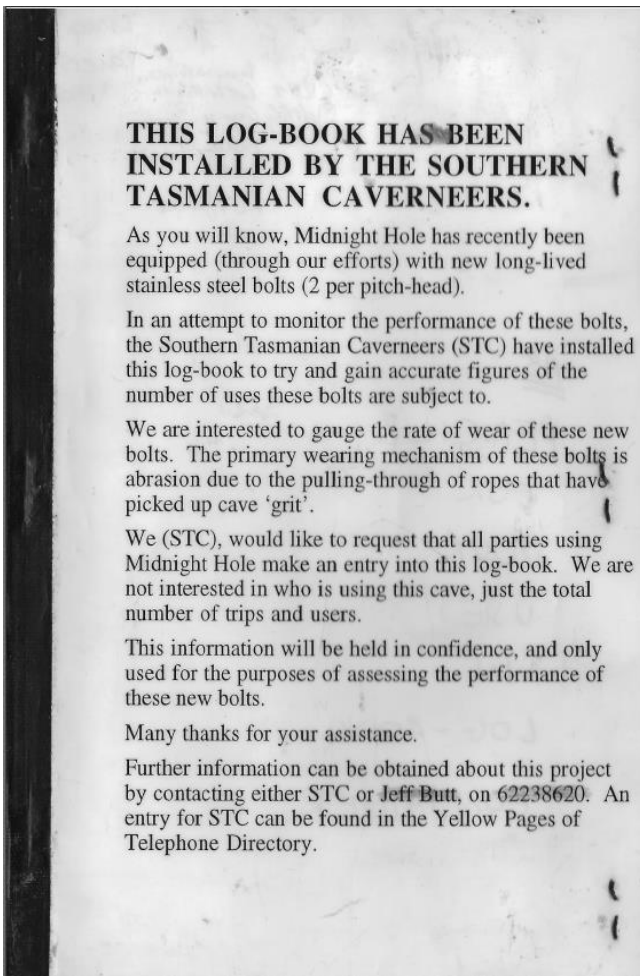 THIS LOG-BOOK HAS BEEN
INSTALLED BY THE SOUTHERN
TASMANIAN CAVERNEERS.
As you will know, Midnight Hole has recently been
equipped (through our efforts) with new long-lived
stainless steel bolts (2 per pitch-head).
In an attempt to monitor the performance of these bolts,
the Southern Tasmanian Caverneers (STC) have installed
this log-book to try and gain accurate figures of the
number of uses these bolts are subject to.
We are interested to gauge the rate of wear of these new
bolts. The primary wearing mechanism of these bolts is
abrasion due to the pulling-through of ropes that have
picked up cave ‘grit’.
We (STC), would like to request that all parties using
Midnight Hole make an entry into this log-book. We are
not interested in who is using this cave, just the total
number of trips and users.
This information will be held in confidence, and only
used for the purposes of assessing the performance of
these new bolts.
Many thanks for your assistance.
Further information can be obtained about this project
by contacting either STC or Jeff Butt, on 62238620. An
entry for STC can be found in the Yellow Pages of
Telephone Directory.